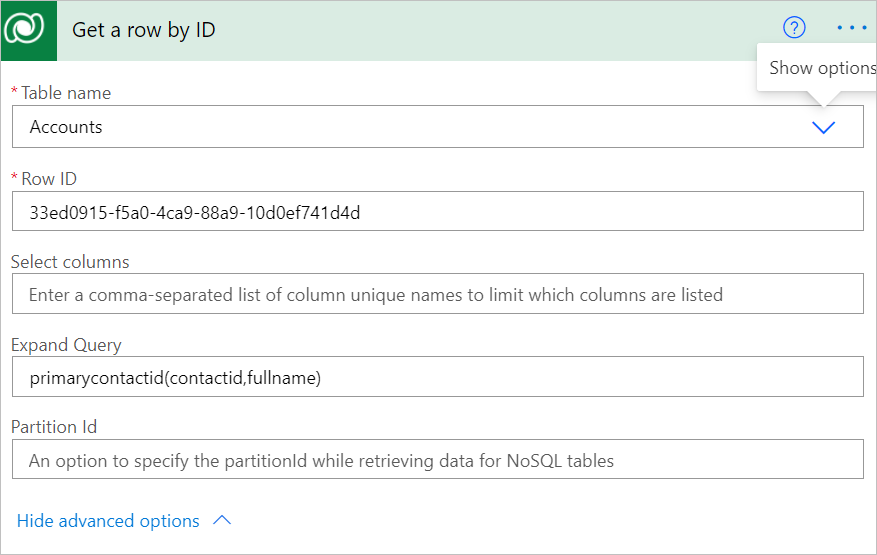 Get a row by ID
Show options
* Table name
Accounts
* Row ID
33ed0915-f5a0-4ca9-88a9-10d0ef741d4d
Select columns
Enter a comma-separated list of column unique names to limit which columns are listed
Expand Query
primarycontactid(contactid,fullname)
Partition Id
An option to specify the partitionId while retrieving data for NoSQL tables
Hide advanced options